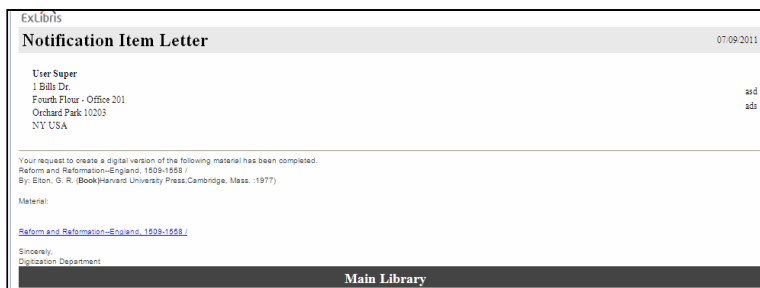 ExLibris
Notification Item Letter
07/09/2011
User Super
1 Bills Dr.
Fourth Flour - Office 201
Orchard Park 10203
NY USA
asd
ads
Your request to create a digital version of the following material has been completed.
Reform and Reformation--England, 1509-1558 /
By: Elton, G. R. (Book)Harvard University Press,Cambridge, Mass. :1977)
Material:
Reform and Reformation--England, 1509-1558 /
Sincerely,
Digitization Department
Main Library